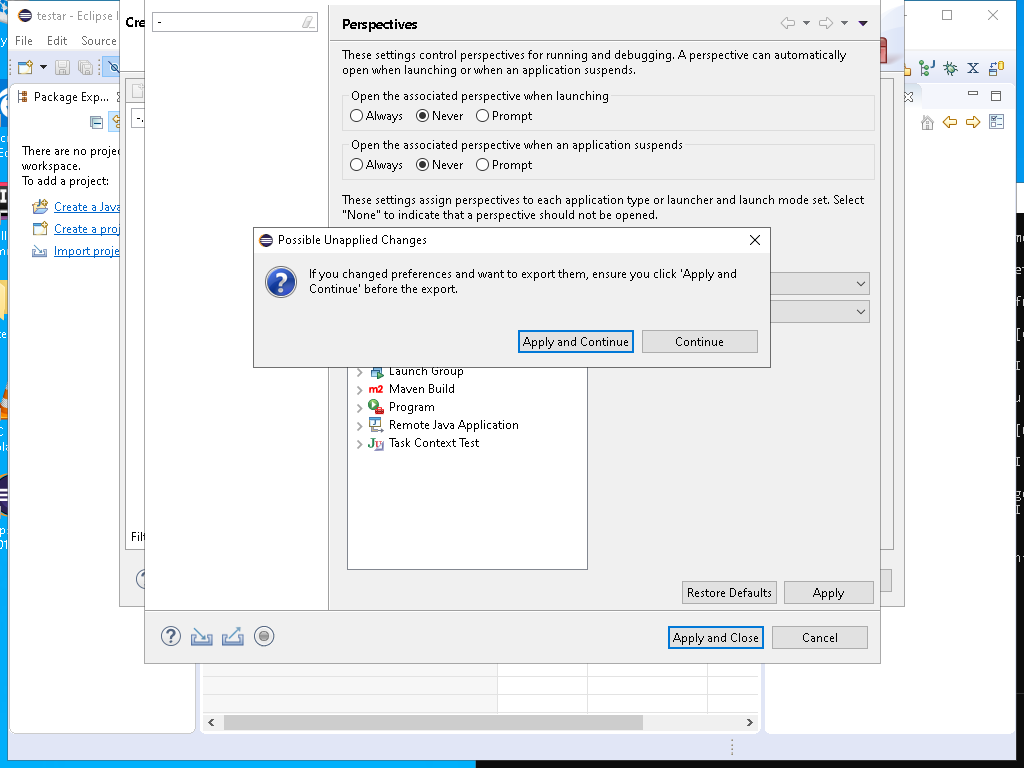 testar - Eclipse I
File Edit Source
Package Exp...
There are no proje
workspace.
To add a project:
Create a Java
Create a proj
Import proje
Cre
-
Perspectives
These settings control perspectives for running and debugging. A perspective can automatically
open when launching or when an application suspends.
Open the associated perspective when launching
Always Never Prompt
Open the associated perspective when an application suspends
Always Never Prompt
These settings assign perspectives to each application type or launcher and launch mode set. Select
"None" to indicate that a perspective should not be opened.
Possible Unapplied Changes
If you changed preferences and want to export them, ensure you click 'Apply and
Continue' before the export.
Apply and Continue Continue
Launch Group
m2 Maven Build
Program
Remote Java Application
Ju Task Context Test
Filt
Restore Defaults Apply
Apply and Close Cancel